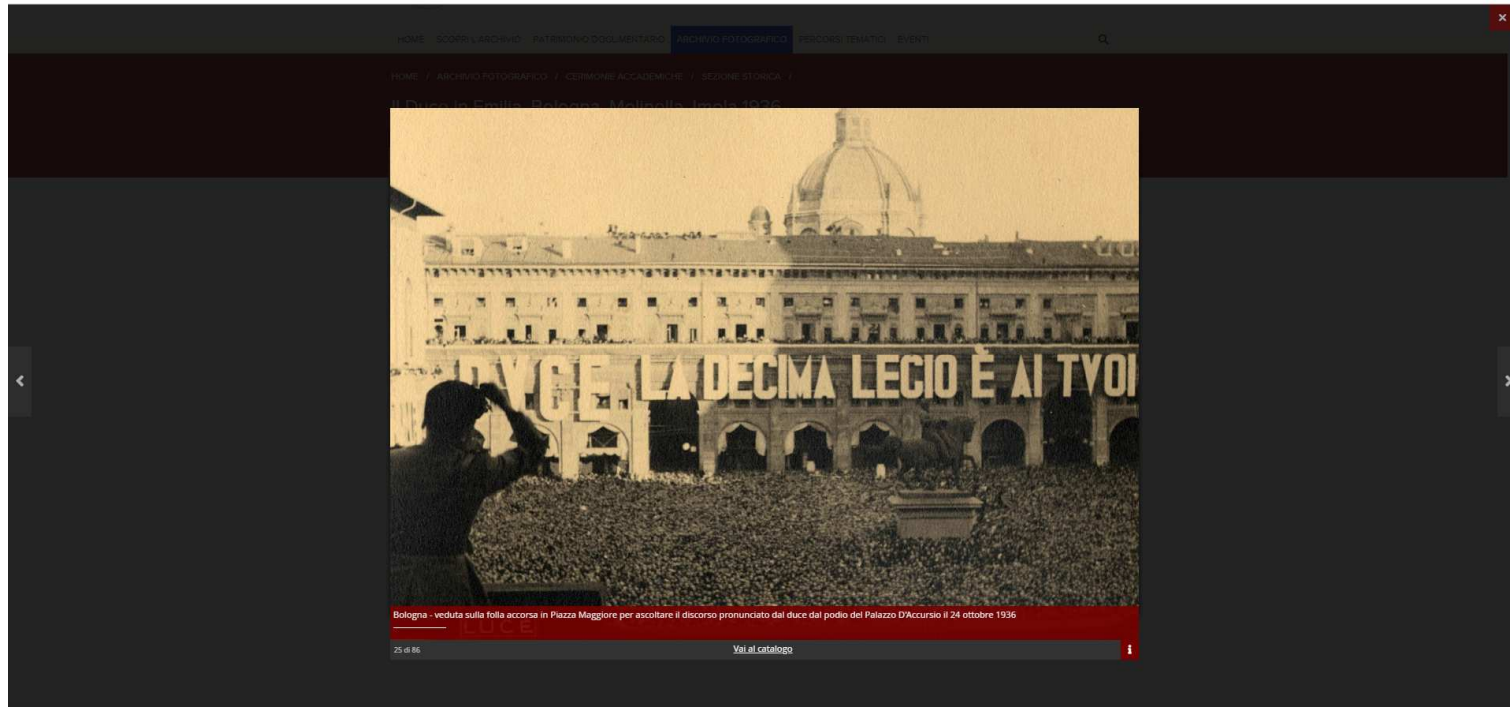 HOME SCOPRI L'ARCHIVIO PATRIMONIO DOCUMENTARIO ARCHIVIO FOTOGRAFICO PERCORSI TEMATICI EVENTI
HOME / ARCHIVIO FOTOGRAFICO / CERIMONIE ACCADEMICHE / SEZIONE STORICA /
Il Duce in Emilia. Bologna, Molinella, Imola 1936
DVCE LA DECIMA LEGIO È AI TVOI
Bologna - veduta sulla folla accorsa in Piazza Maggiore per ascoltare il discorso pronunciato dal duce dal podio del Palazzo D'Accursio il 24 ottobre 1936
LUCE
25 di 86 Vai al catalogo i